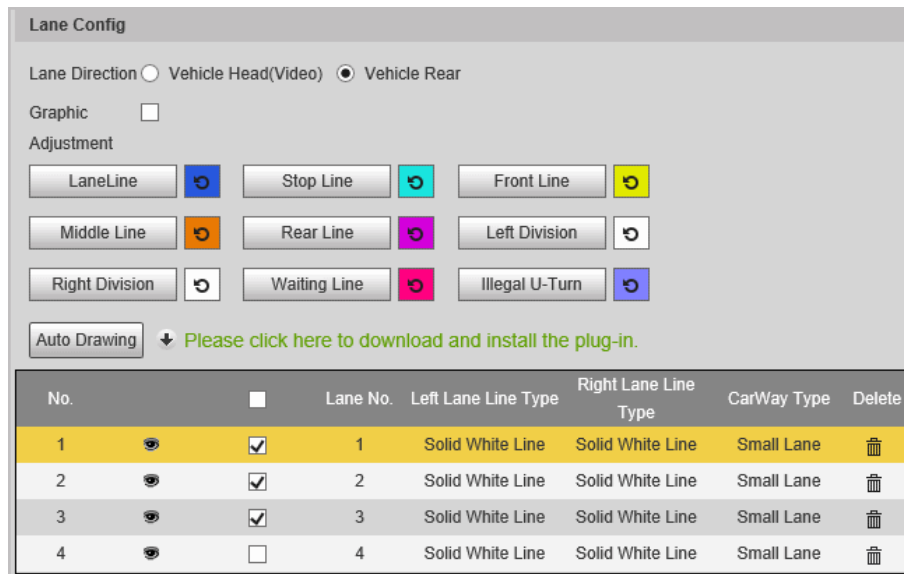 Lane Config
Lane Direction Vehicle Head(Video) Vehicle Rear
Graphic
Adjustment
LaneLine Stop Line Front Line
Middle Line Rear Line Left Division
Right Division Waiting Line Illegal U-Turn
Auto Drawing Please click here to download and install the plug-in.
No. Lane No. Left Lane Line Type Right Lane Line Type CarWay Type Delete
1 1 Solid White Line Solid White Line Small Lane
2 2 Solid White Line Solid White Line Small Lane
3 3 Solid White Line Solid White Line Small Lane
4 4 Solid White Line Solid White Line Small Lane